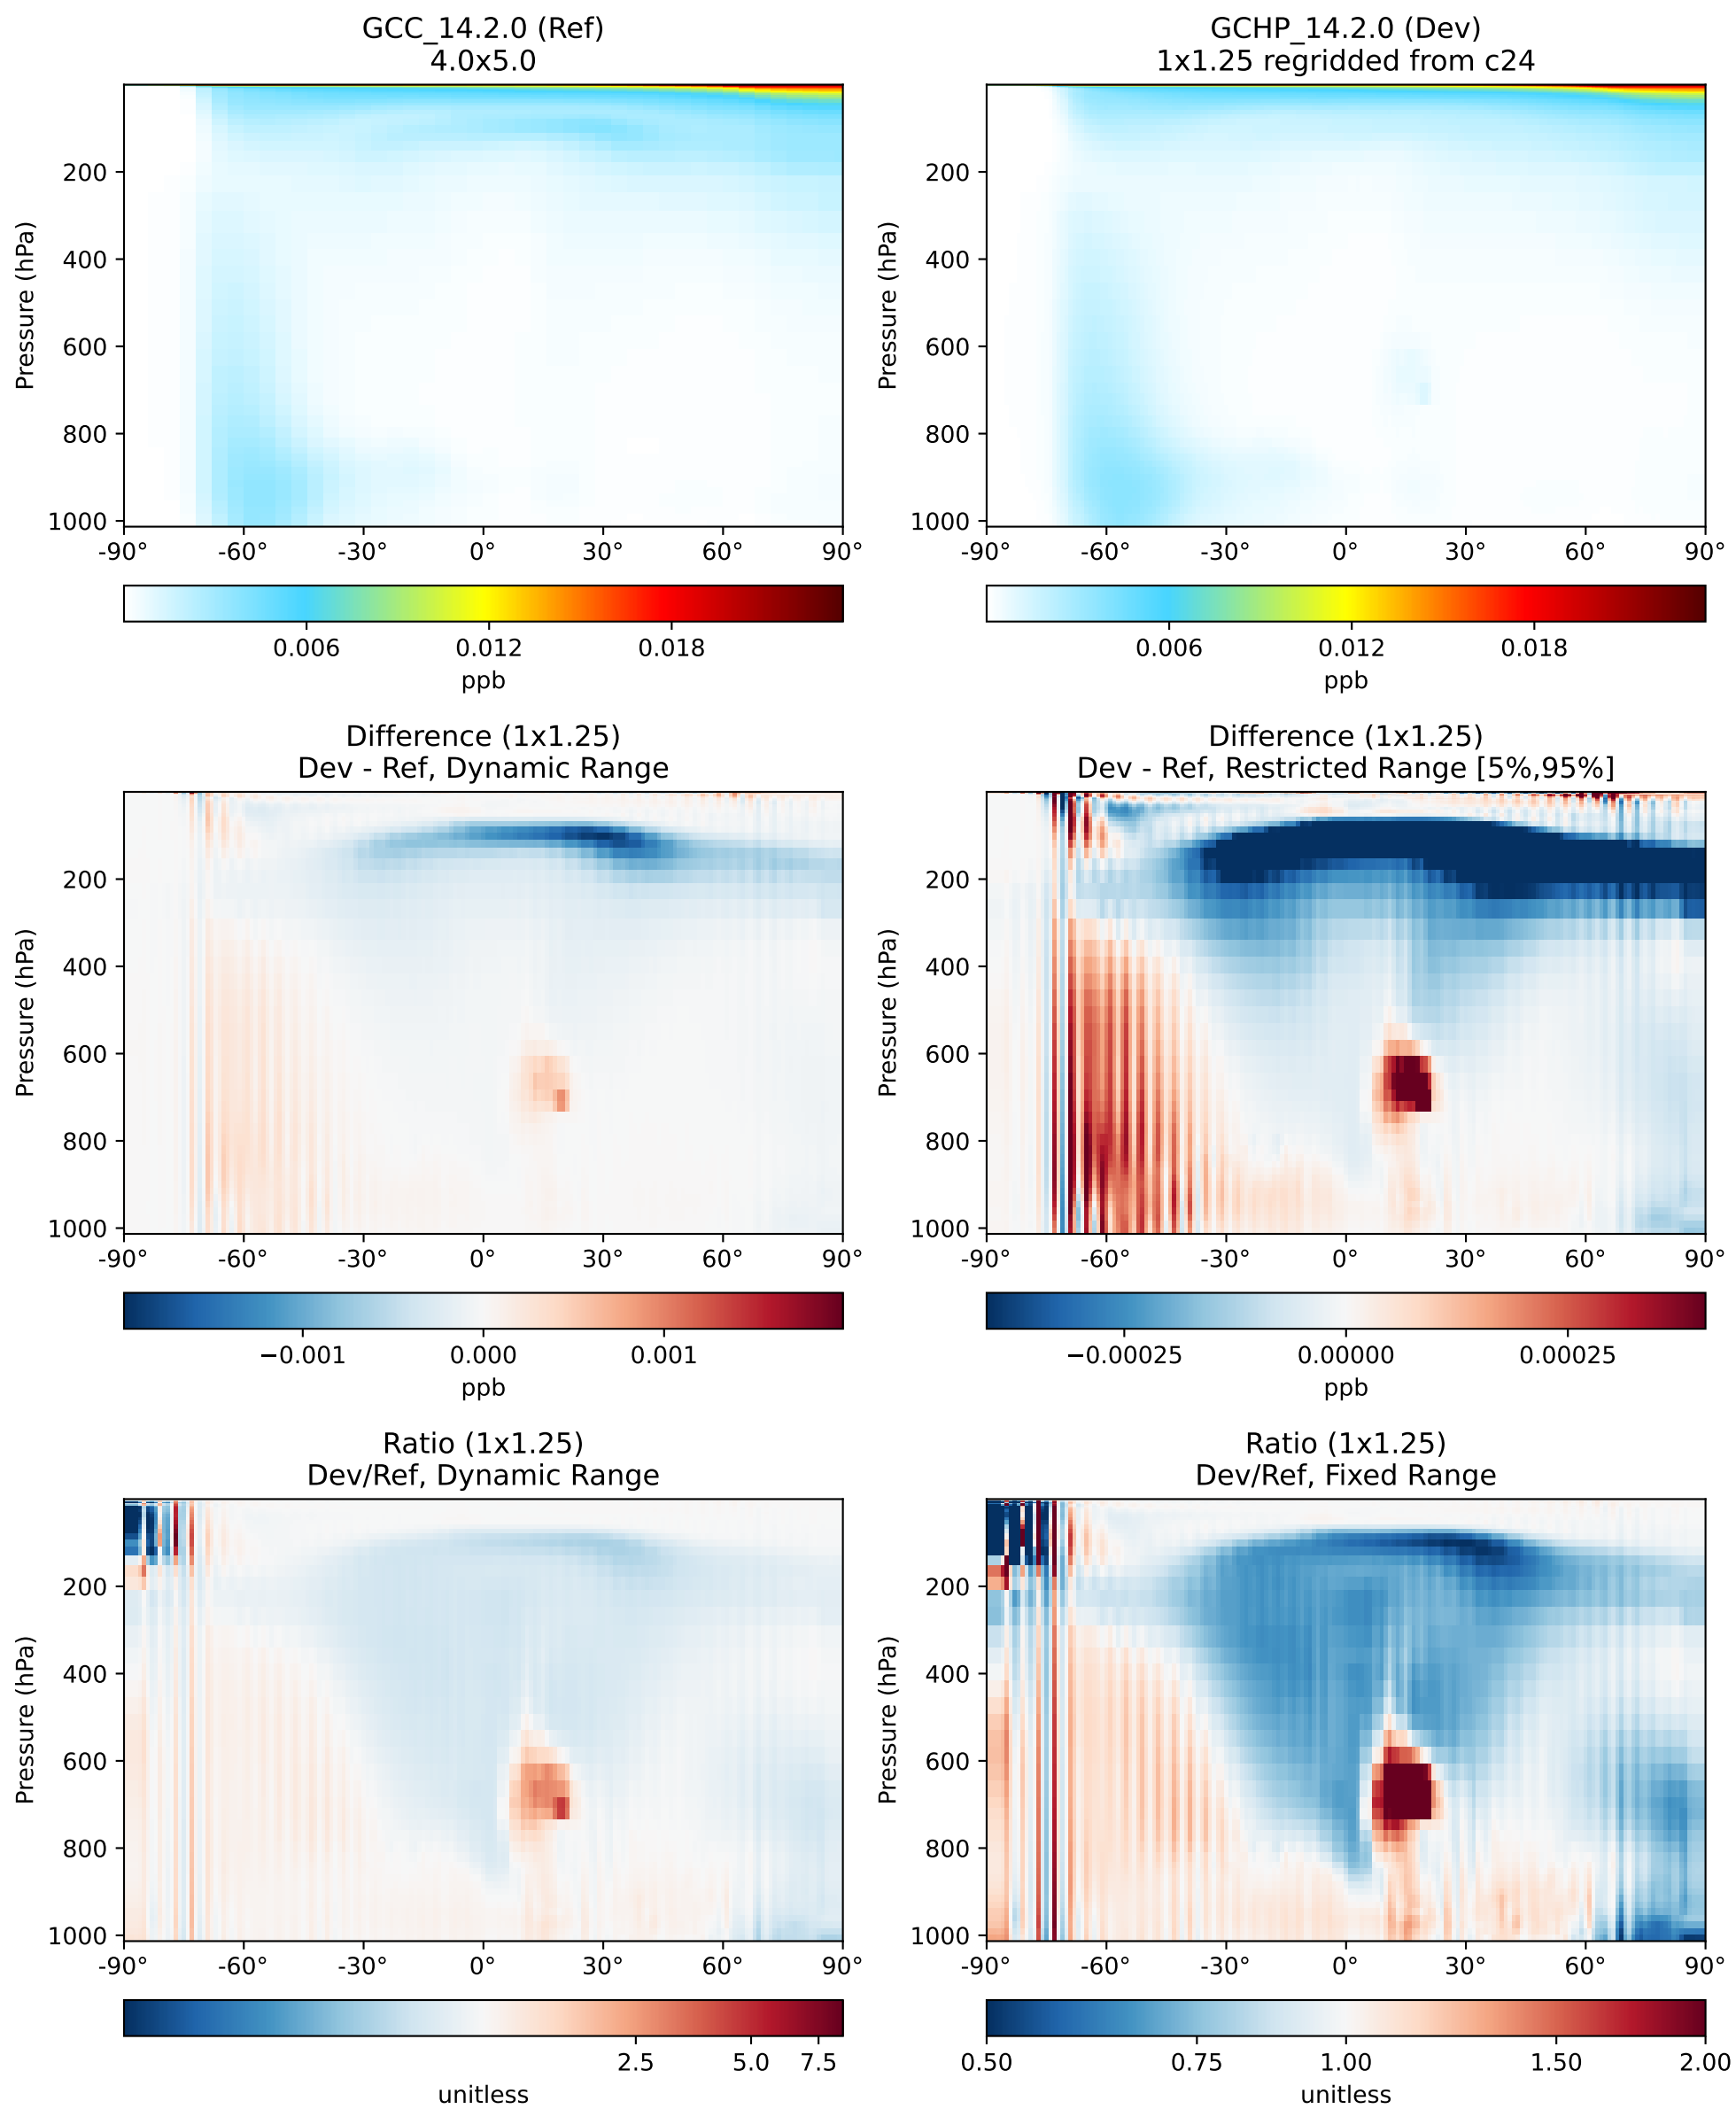 GCC_14.2.0 (Ref)
4.0x5.0
Pressure (hPa)
200
400
600
800
1000
-90° -60° -30° 0° 30° 60° 90°
0.006 0.012 0.018
ppb
GCHP_14.2.0 (Dev)
1x1.25 regridded from c24
Pressure (hPa)
200
400
600
800
1000
-90° -60° -30° 0° 30° 60° 90°
0.006 0.012 0.018
ppb
Difference (1x1.25)
Dev - Ref, Dynamic Range
Pressure (hPa)
200
400
600
800
1000
-90° -60° -30° 0° 30° 60° 90°
−0.001 0.000 0.001
ppb
Difference (1x1.25)
Dev - Ref, Restricted Range [5%,95%]
Pressure (hPa)
200
400
600
800
1000
-90° -60° -30° 0° 30° 60° 90°
−0.00025 0.00000 0.00025
ppb
Ratio (1x1.25)
Dev/Ref, Dynamic Range
Pressure (hPa)
200
400
600
800
1000
-90° -60° -30° 0° 30° 60° 90°
2.5 5.0 7.5
unitless
Ratio (1x1.25)
Dev/Ref, Fixed Range
Pressure (hPa)
200
400
600
800
1000
-90° -60° -30° 0° 30° 60° 90°
0.50 0.75 1.00 1.50 2.00
unitless